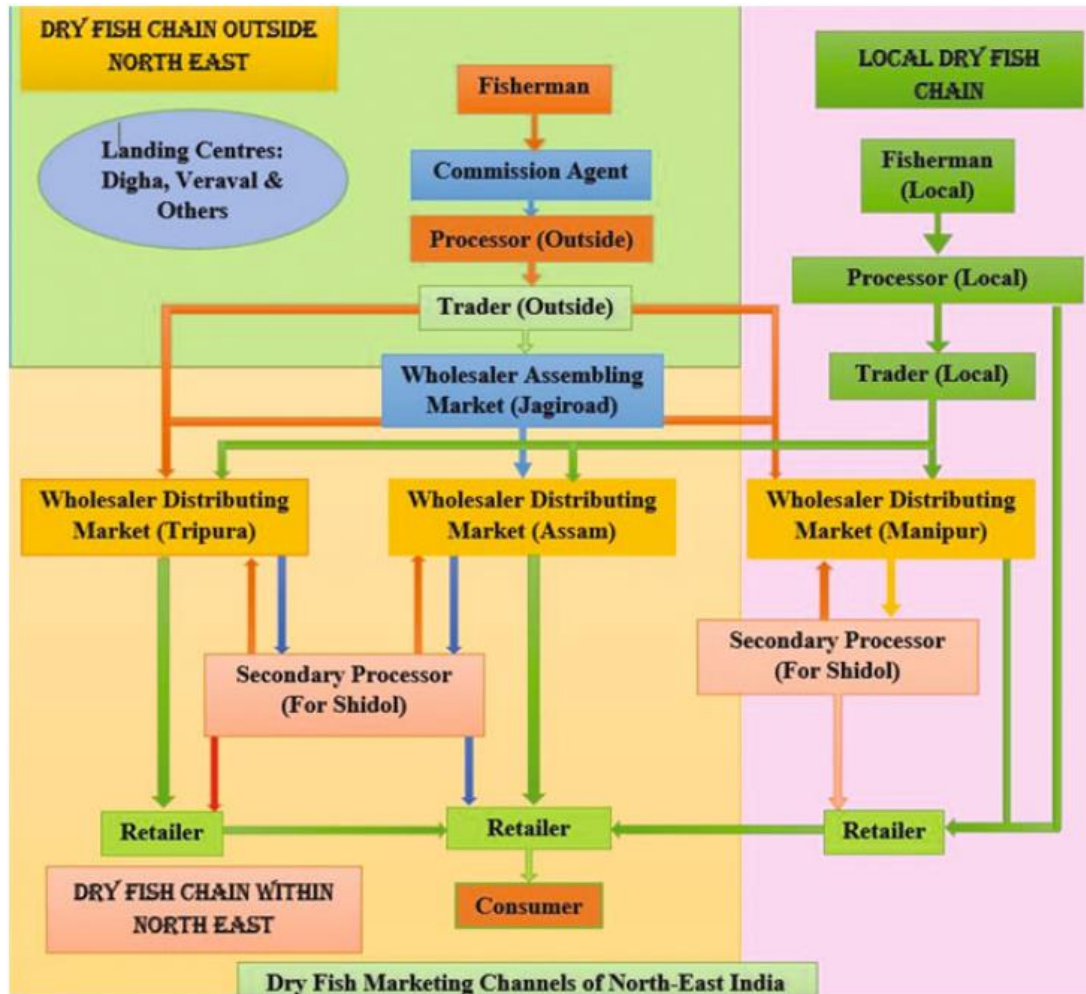 DRY FISH CHAIN OUTSIDE
NORTH EAST
LOCAL DRY FISH
CHAIN
Landing Centres:
Digha, Veraval &
Others
Fisherman
Commission Agent
Processor (Outside)
Trader (Outside)
Fisherman
(Local)
Processor (Local)
Trader (Local)
Wholesaler Assembling
Market (Jagiroad)
Wholesaler Distributing
Market (Tripura)
Wholesaler Distributing
Market (Assam)
Wholesaler Distributing
Market (Manipur)
Secondary Processor
(For Shidol)
Secondary Processor
(For Shidol)
Retailer
Retailer
Retailer
Consumer
DRY FISH CHAIN WITHIN
NORTH EAST
Dry Fish Marketing Channels of North-East India